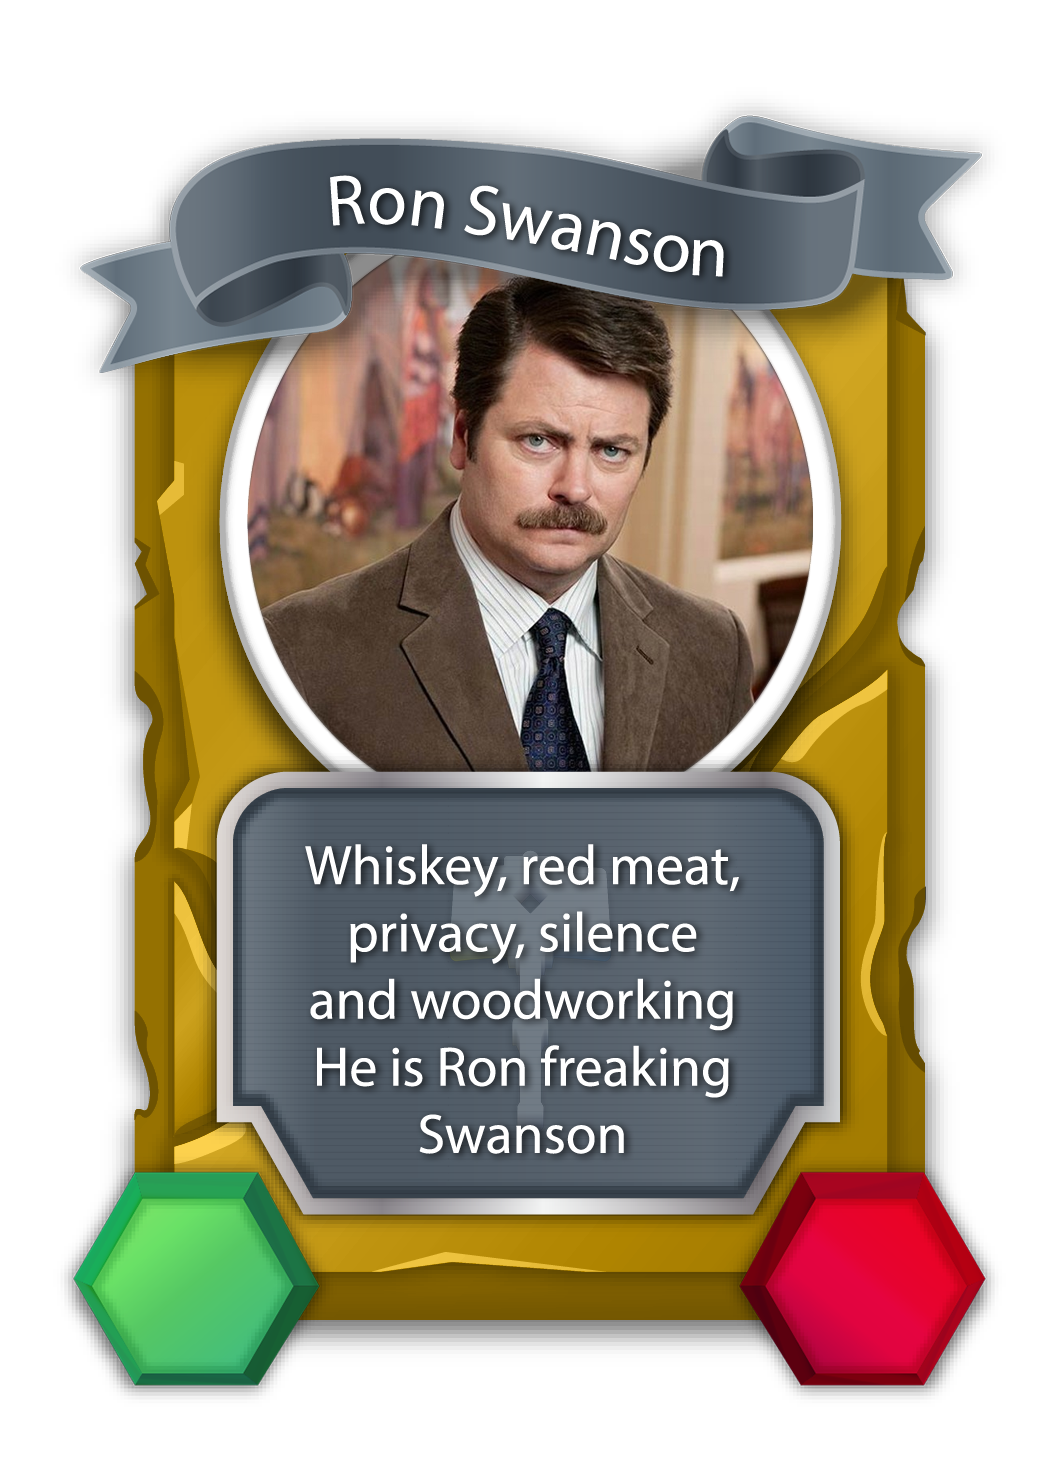 Ron Swanson
Whiskey, red meat,
privacy, silence
and woodworking
He is Ron freaking
Swanson